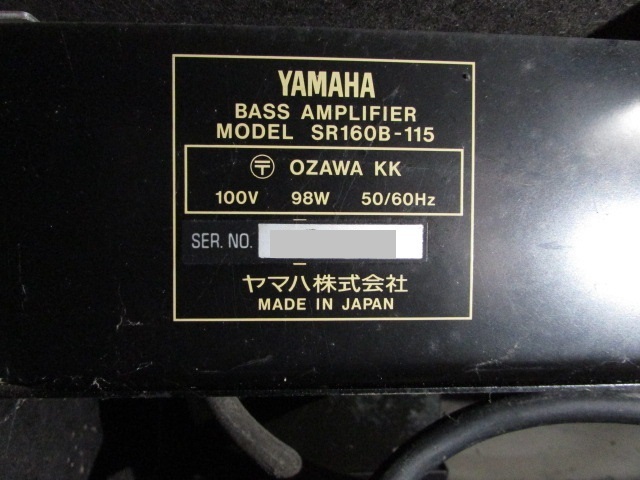 YAMAHA
BASS AMPLIFIER
MODEL SR160B-115
〶 OZAWA KK
100V 98W 50/60Hz
SER. NO.
ヤマハ株式会社
MADE IN JAPAN